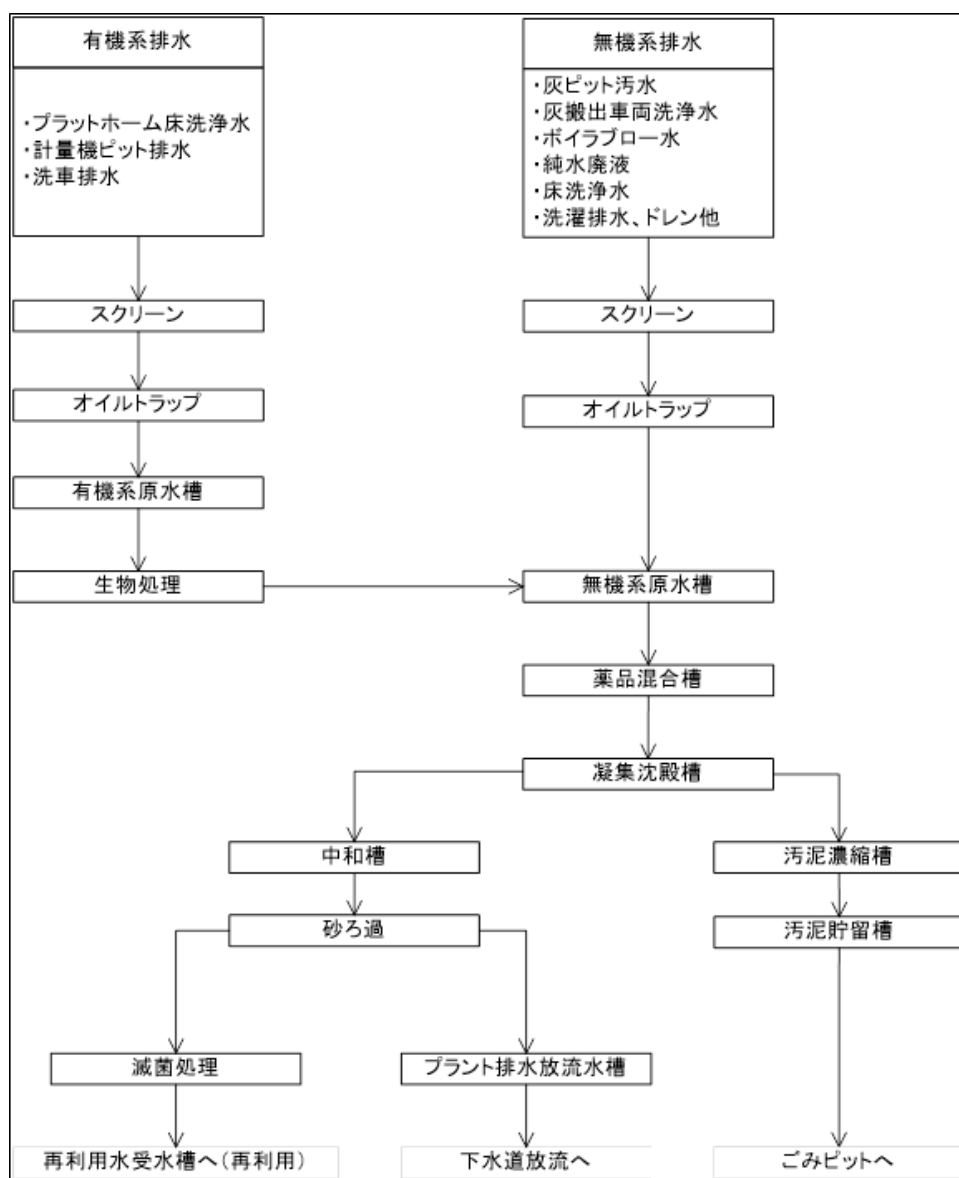 有機系排水
・プラットホーム床洗浄水
・計量機ピット排水
・洗車排水
スクリーン
オイルトラップ
有機系原水槽
生物処理
無機系排水
・灰ピット汚水
・灰搬出車両洗浄水
・ボイラブロー水
・純水廃液
・床洗浄水
・洗濯排水、ドレン他
スクリーン
オイルトラップ
無機系原水槽
薬品混合槽
凝集沈殿槽
中和槽
砂ろ過
汚泥濃縮槽
汚泥貯留槽
滅菌処理
プラント排水放流水槽
再利用水受水槽へ（再利用）
下水道放流へ
ごみピットへ